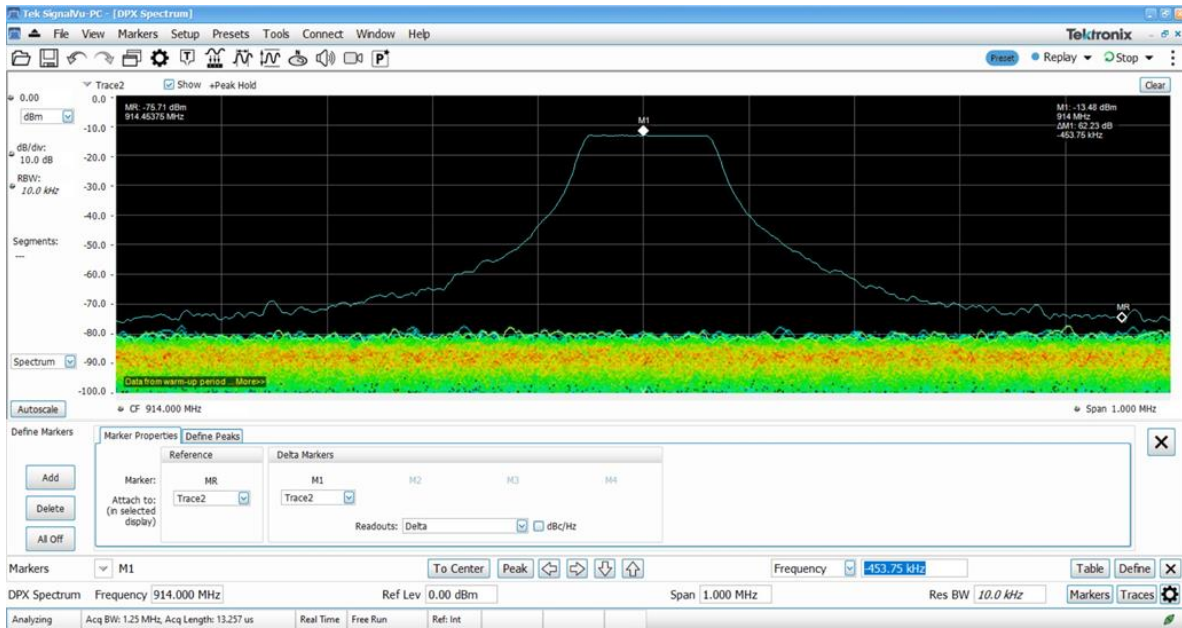 Tek SignalVu-PC - [DPX Spectrum]
File View Markers Setup Presets Tools Connect Window Help
Tektronix
Preset Replay Stop
Trace2 Show +Peak Hold Clear
0.00
dBm
dB/div:
10.0 dB
RBW:
10.0 kHz
Segments:
---
Spectrum
Autoscale
0.0
-10.0
-20.0
-30.0
-40.0
-50.0
-60.0
-70.0
-80.0
-90.0
-100.0
MR: -75.71 dBm
914.45375 MHz
M1
M1: -13.48 dBm
914 MHz
ΔM1: 62.23 dB
-453.75 kHz
MR
Data from warm-up period ... More>>
CF 914.000 MHz Span 1.000 MHz
Define Markers
Add
Delete
All Off
Marker Properties Define Peaks
Reference Delta Markers
Marker: MR M1 M2 M3 M4
Attach to: Trace2 Trace2
(in selected
display)
Readouts: Delta dBc/Hz
Markers M1 To Center Peak Frequency -453.75 kHz Table Define
DPX Spectrum Frequency 914.000 MHz Ref Lev 0.00 dBm Span 1.000 MHz Res BW 10.0 kHz Markers Traces
Analyzing Acq BW: 1.25 MHz, Acq Length: 13.257 us Real Time Free Run Ref: Int